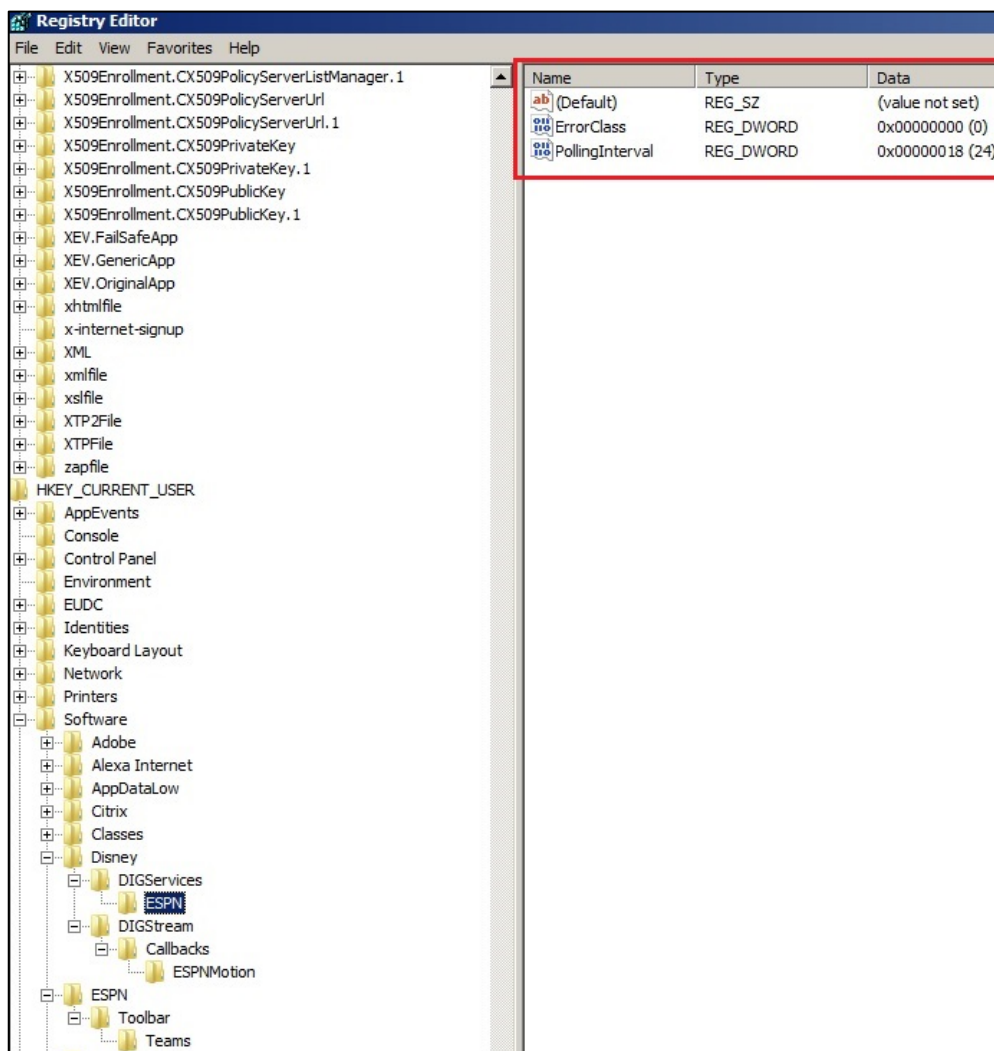 Registry Editor
File Edit View Favorites Help
X509Enrollment.CX509PolicyServerListManager.1
X509Enrollment.CX509PolicyServerUrl
X509Enrollment.CX509PolicyServerUrl.1
X509Enrollment.CX509PrivateKey
X509Enrollment.CX509PrivateKey.1
X509Enrollment.CX509PublicKey
X509Enrollment.CX509PublicKey.1
XEV.FailSafeApp
XEV.GenericApp
XEV.OriginalApp
xhtmlfile
x-internet-signup
XML
xmlfile
xslfile
XTP2File
XTPFile
zapfile
HKEY_CURRENT_USER
AppEvents
Console
Control Panel
Environment
EUDC
Identities
Keyboard Layout
Network
Printers
Software
Adobe
Alexa Internet
AppDataLow
Citrix
Classes
Disney
DIGServices
ESPN
DIGStream
Callbacks
ESPNMotion
ESPN
Toolbar
Teams
Name Type Data
(Default) REG_SZ (value not set)
ErrorClass REG_DWORD 0x00000000 (0)
PollingInterval REG_DWORD 0x00000018 (24)